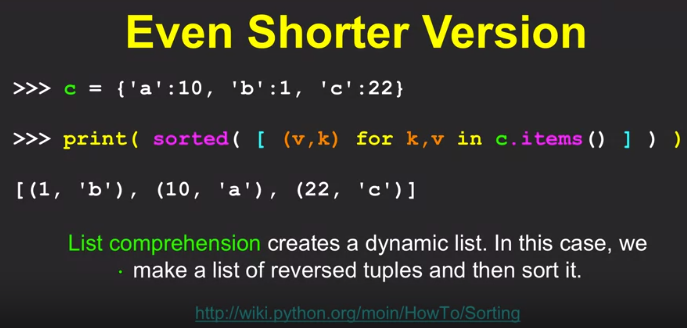 Even Shorter Version
>>> c = {'a':10, 'b':1, 'c':22}
>>> print( sorted( [ (v,k) for k,v in c.items() ] ) )
[(1, 'b'), (10, 'a'), (22, 'c')]
List comprehension creates a dynamic list. In this case, we
make a list of reversed tuples and then sort it.
http://wiki.python.org/moin/HowTo/Sorting